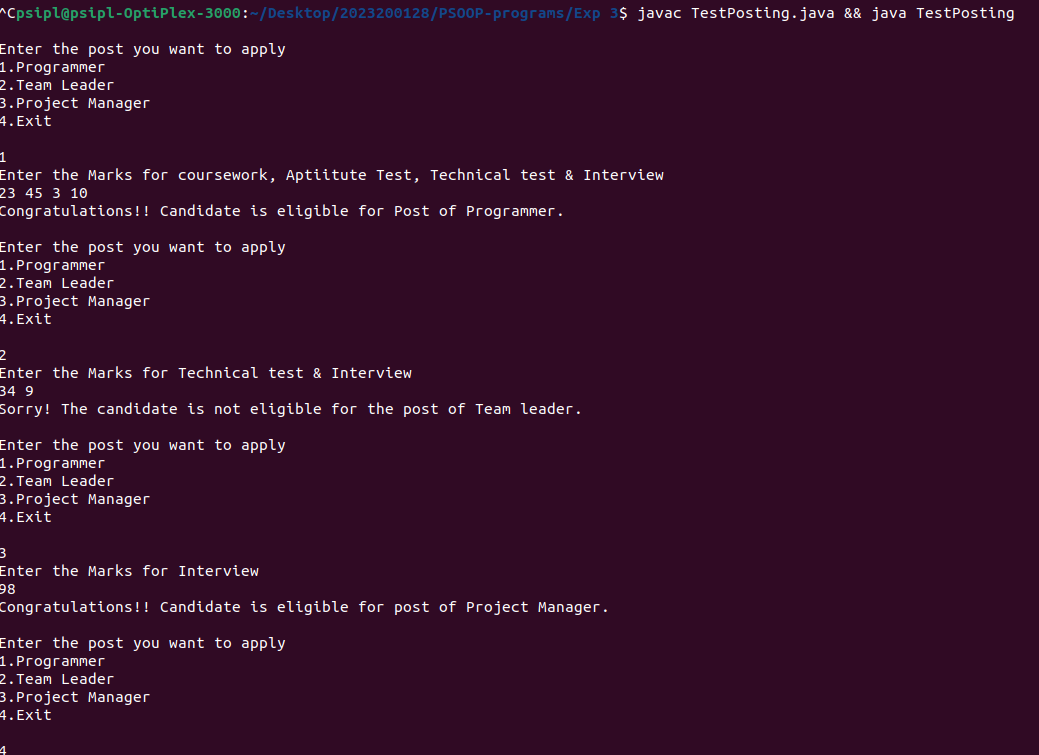 ^Cpsipl@psipl-OptiPlex-3000:~/Desktop/2023200128/PSOOP-programs/Exp 3$ javac TestPosting.java && java TestPosting
Enter the post you want to apply
1.Programmer
2.Team Leader
3.Project Manager
4.Exit
1
Enter the Marks for coursework, Aptiitute Test, Technical test & Interview
23 45 3 10
Congratulations!! Candidate is eligible for Post of Programmer.
Enter the post you want to apply
1.Programmer
2.Team Leader
3.Project Manager
4.Exit
2
Enter the Marks for Technical test & Interview
34 9
Sorry! The candidate is not eligible for the post of Team leader.
Enter the post you want to apply
1.Programmer
2.Team Leader
3.Project Manager
4.Exit
3
Enter the Marks for Interview
98
Congratulations!! Candidate is eligible for post of Project Manager.
Enter the post you want to apply
1.Programmer
2.Team Leader
3.Project Manager
4.Exit
4